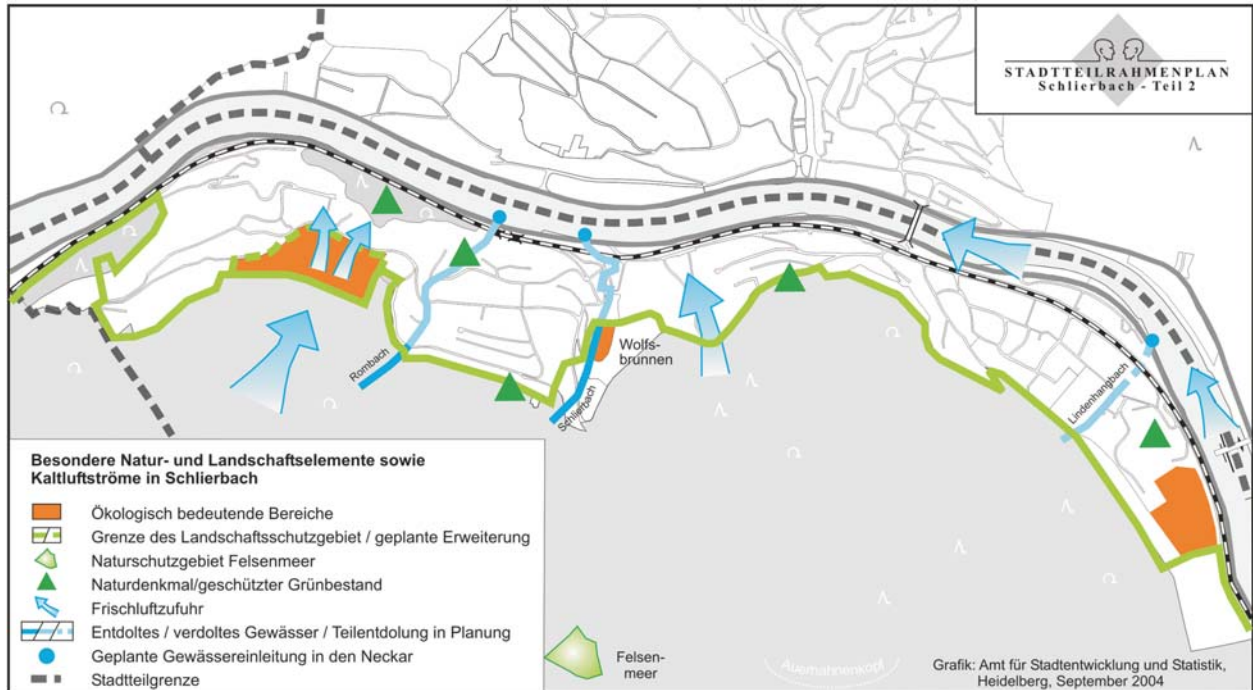 STADTTEILRAHMENPLAN
Schlierbach - Teil 2
Wolfs-
brunnen
Rombach
Schlierbach
Lindenhangbach
Besondere Natur- und Landschaftselemente sowie
Kaltluftströme in Schlierbach
Ökologisch bedeutende Bereiche
Grenze des Landschaftsschutzgebiet / geplante Erweiterung
Naturschutzgebiet Felsenmeer
Naturdenkmal/geschützter Grünbestand
Frischluftzufuhr
Entdoltes / verdoltes Gewässer / Teilentdolung in Planung
Geplante Gewässereinleitung in den Neckar
Stadtteilgrenze
Felsen-
meer
Auerhahnenkopf
Grafik: Amt für Stadtentwicklung und Statistik,
Heidelberg, September 2004